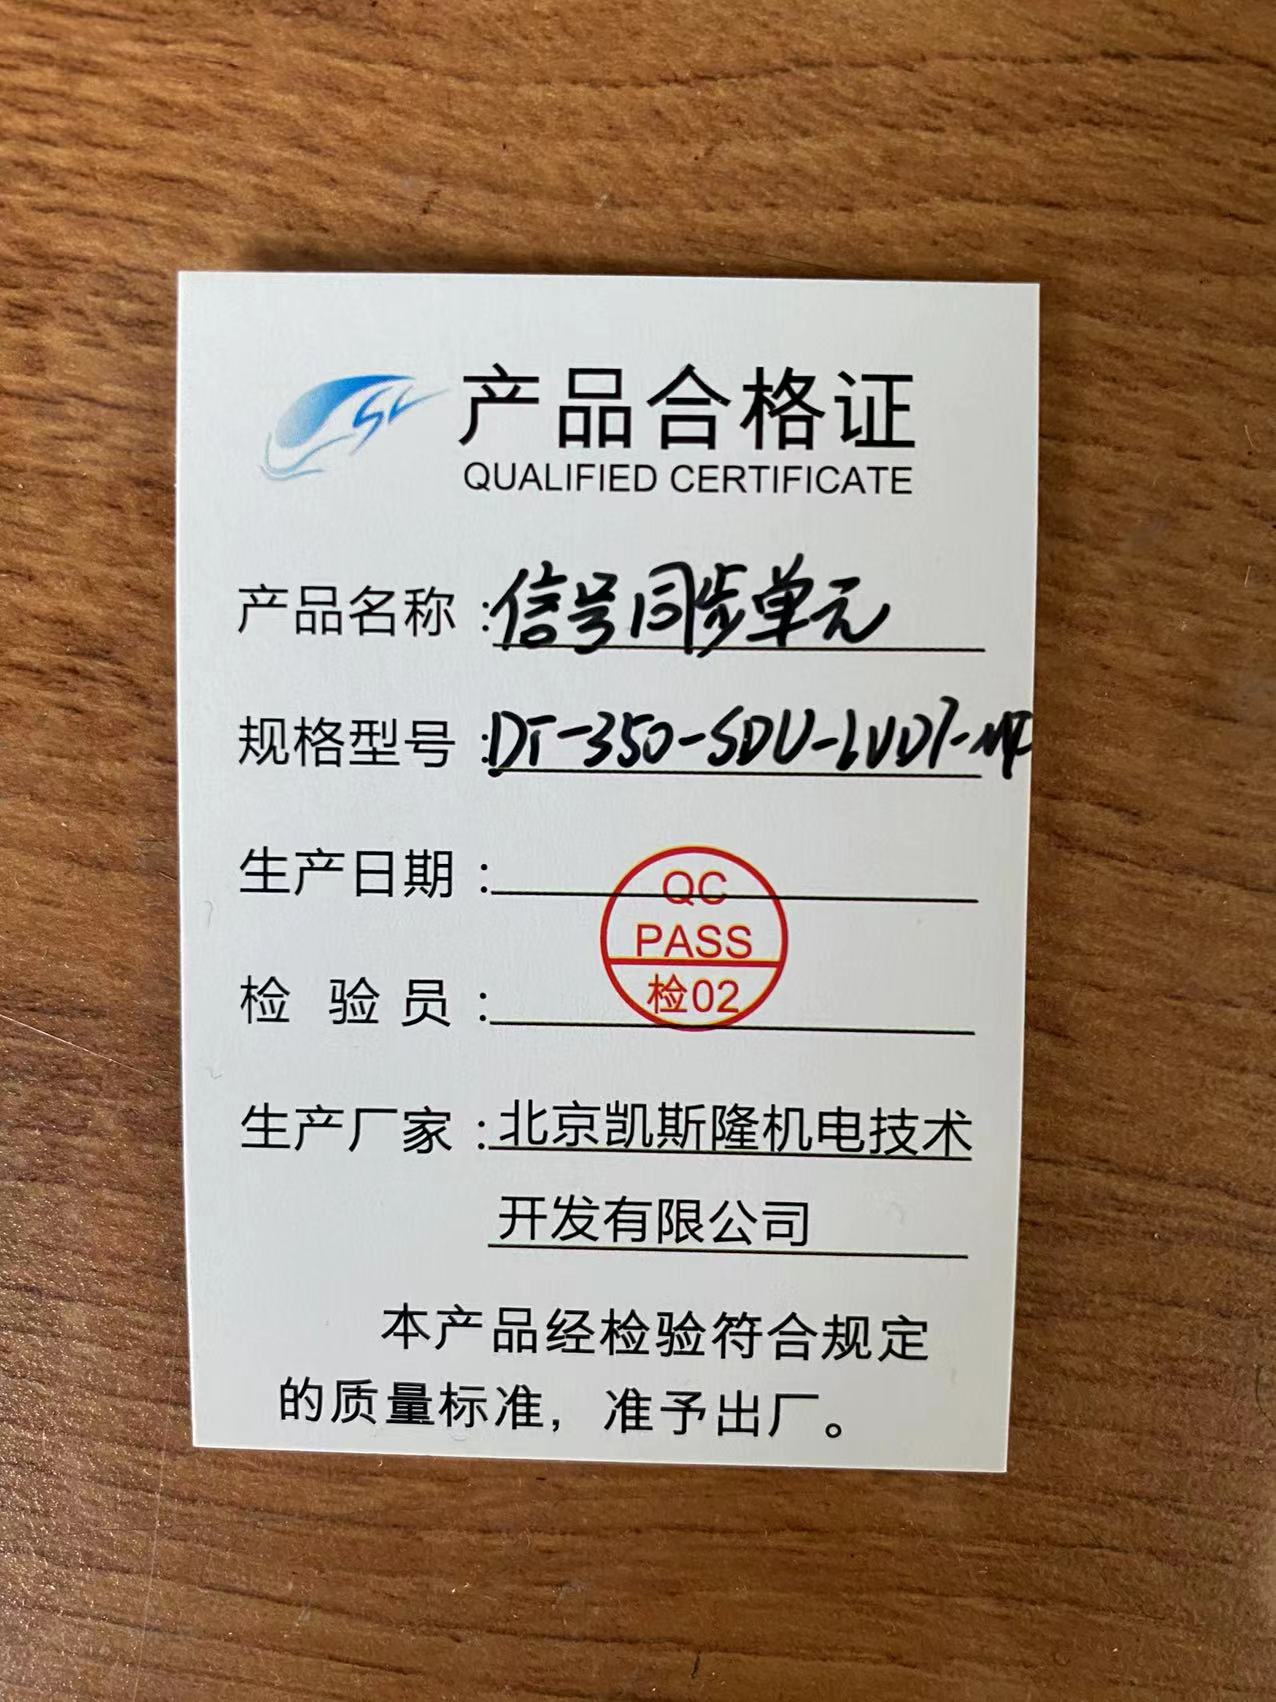 产品合格证
QUALIFIED CERTIFICATE
产品名称：信号同步单元
规格型号：DT-350-SDU-LVDT-MF
生产日期：
QC
PASS
检02
检验员：
生产厂家：北京凯斯隆机电技术
开发有限公司
本产品经检验符合规定
的质量标准，准予出厂。